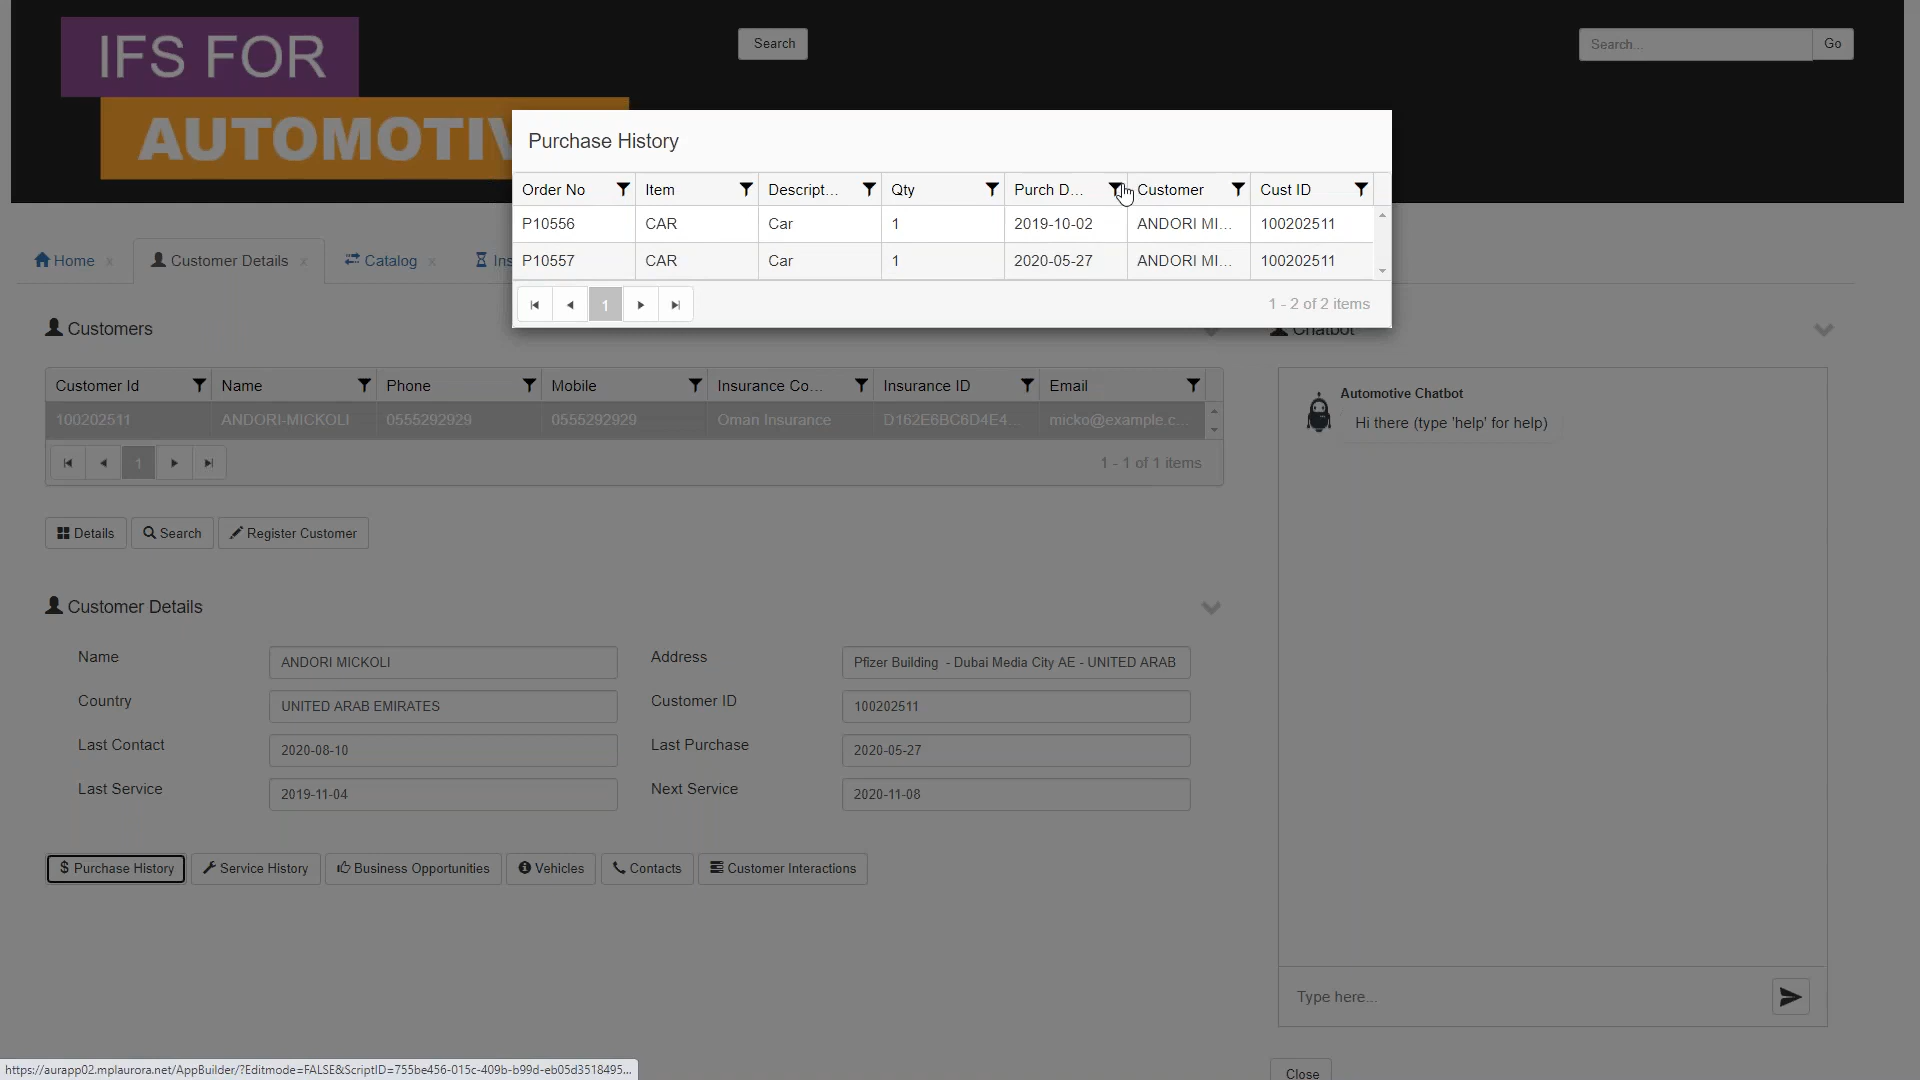 IFS FOR
AUTOMOTIV
Search
Search...
Go
Purchase History
Order No Item Descript... Qty Purch D... Customer Cust ID
P10556 CAR Car 1 2019-10-02 ANDORI MI... 100202511
P10557 CAR Car 1 2020-05-27 ANDORI MI... 100202511
1
1 - 2 of 2 items
Home x Customer Details x Catalog x Ins
Customers
Chatbot
Customer Id Name Phone Mobile Insurance Co... Insurance ID Email
100202511 ANDORI-MICKOLI 0555292929 0555292929 Oman Insurance D162E6BC6D4E4... micko@example.c...
1
1 - 1 of 1 items
Automotive Chatbot
Hi there (type 'help' for help)
Details Search Register Customer
Customer Details
Name ANDORI MICKOLI Address Pfizer Building - Dubai Media City AE - UNITED ARAB
Country UNITED ARAB EMIRATES Customer ID 100202511
Last Contact 2020-08-10 Last Purchase 2020-05-27
Last Service 2019-11-04 Next Service 2020-11-08
$ Purchase History Service History Business Opportunities Vehicles Contacts Customer Interactions
Type here...
Close
https://aurapp02.mplaurora.net/AppBuilder/?Editmode=FALSE&ScriptID=755be456-015c-409b-b99d-eb05d3518495...